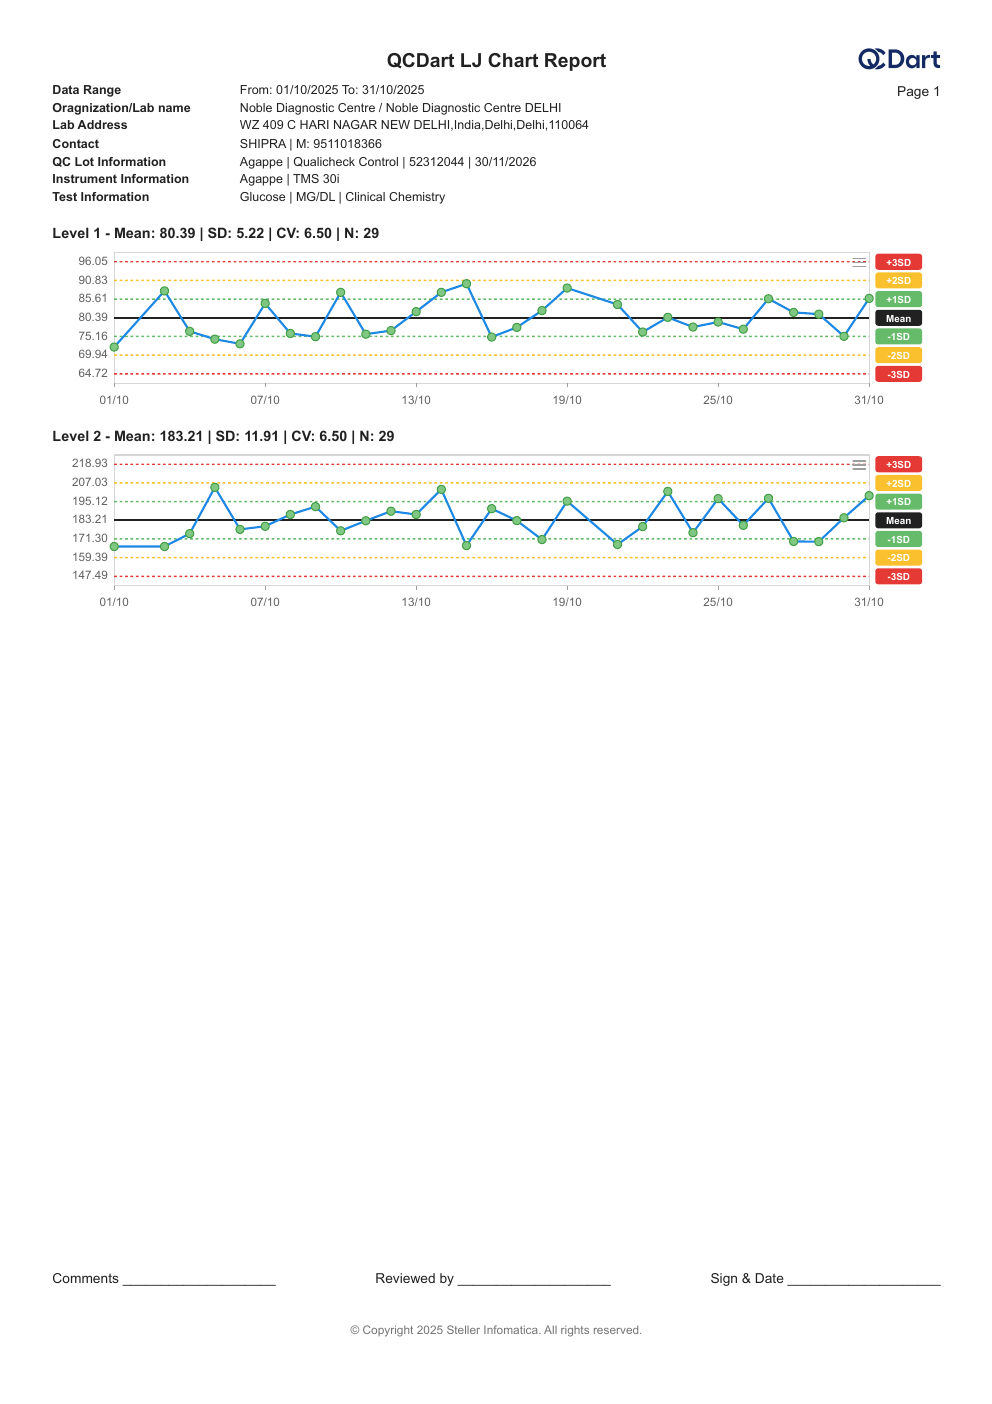 QCDart LJ Chart Report
QCDart
Page 1
Data Range From: 01/10/2025 To: 31/10/2025
Oragnization/Lab name Noble Diagnostic Centre / Noble Diagnostic Centre DELHI
Lab Address WZ 409 C HARI NAGAR NEW DELHI,India,Delhi,Delhi,110064
Contact SHIPRA | M: 9511018366
QC Lot Information Agappe | Qualicheck Control | 52312044 | 30/11/2026
Instrument Information Agappe | TMS 30i
Test Information Glucose | MG/DL | Clinical Chemistry
Level 1 - Mean: 80.39 | SD: 5.22 | CV: 6.50 | N: 29
96.05 +3SD
90.83 +2SD
85.61 +1SD
80.39 Mean
75.16 -1SD
69.94 -2SD
64.72 -3SD
01/10 07/10 13/10 19/10 25/10 31/10
Level 2 - Mean: 183.21 | SD: 11.91 | CV: 6.50 | N: 29
218.93 +3SD
207.03 +2SD
195.12 +1SD
183.21 Mean
171.30 -1SD
159.39 -2SD
147.49 -3SD
01/10 07/10 13/10 19/10 25/10 31/10
Comments ____________________ Reviewed by ____________________ Sign & Date ____________________
© Copyright 2025 Steller Infomatica. All rights reserved.